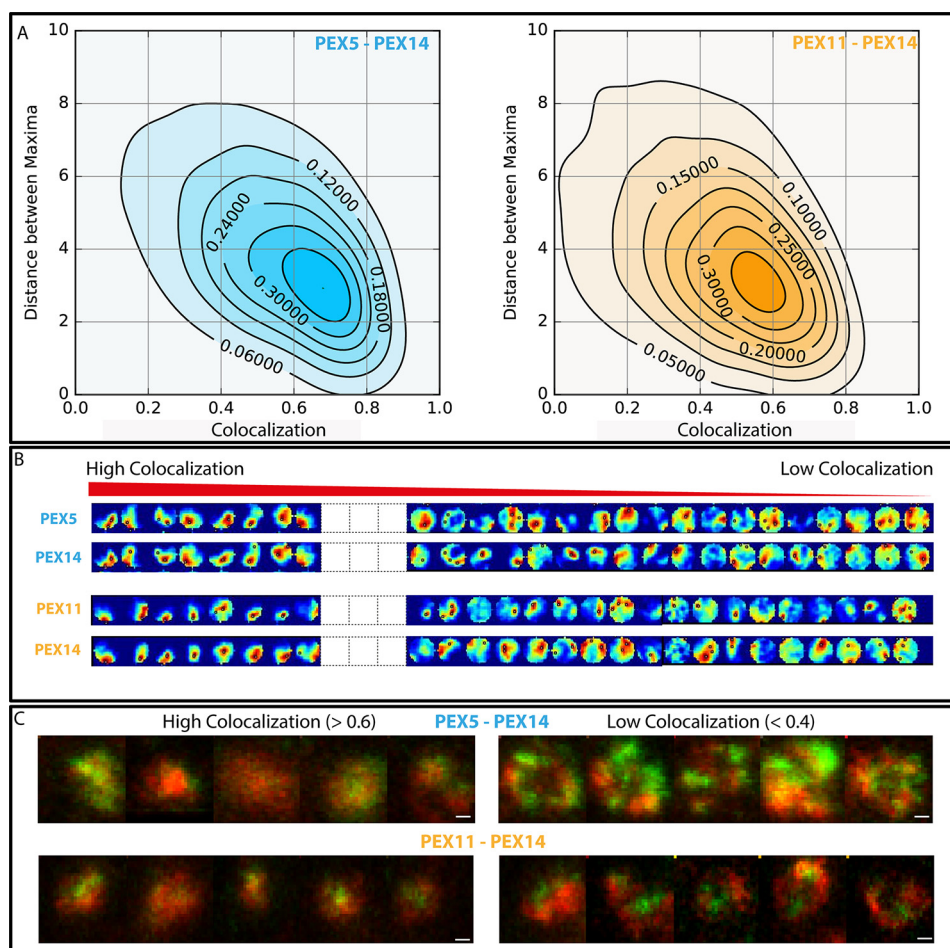 A
PEX5 - PEX14
10
8
6
4
2
0
Distance between Maxima
0.12000
0.24000
0.18000
0.30000
0.06000
0.0 0.2 0.4 0.6 0.8 1.0
Colocalization
PEX11 - PEX14
10
8
6
4
2
0
Distance between Maxima
0.15000
0.10000
0.25000
0.30000
0.20000
0.05000
0.0 0.2 0.4 0.6 0.8 1.0
Colocalization
B
High Colocalization Low Colocalization
PEX5
PEX14
PEX11
PEX14
C
High Colocalization (> 0.6) PEX5 - PEX14 Low Colocalization (< 0.4)
PEX11 - PEX14